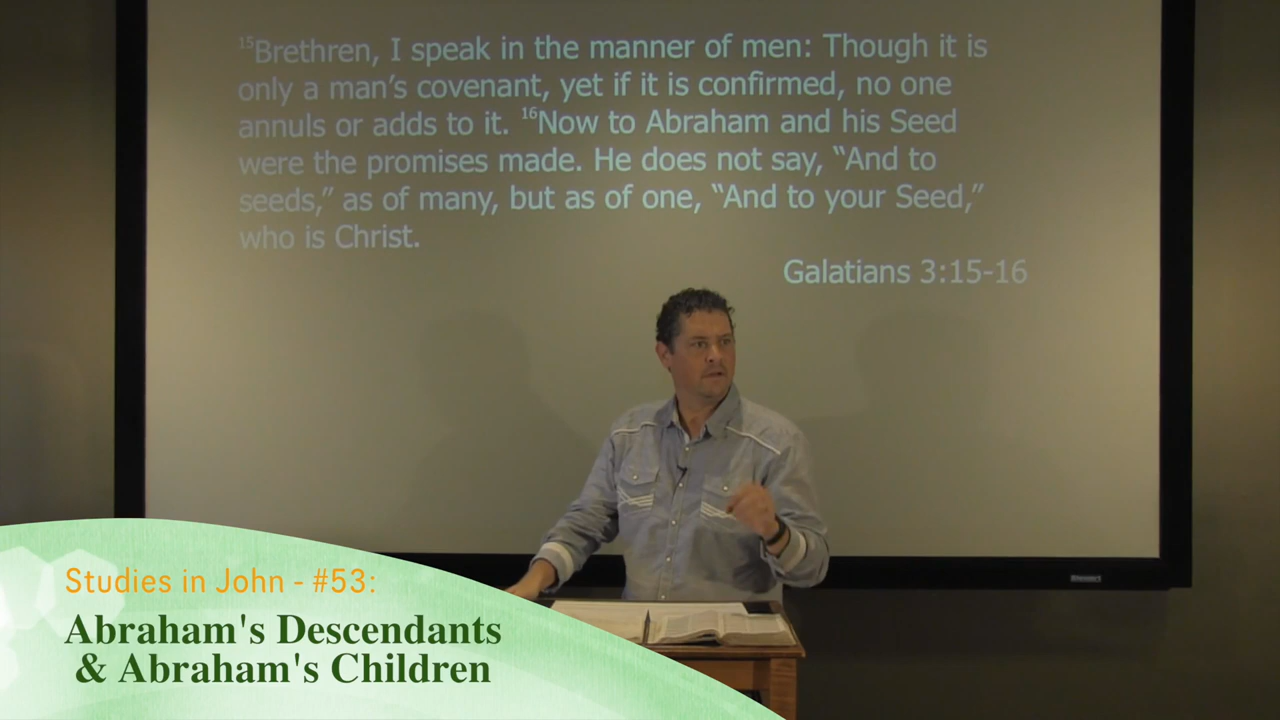 15Brethren, I speak in the manner of men: Though it is
only a man's covenant, yet if it is confirmed, no one
annuls or adds to it. 16Now to Abraham and his Seed
were the promises made. He does not say, “And to
seeds,” as of many, but as of one, “And to your Seed,”
who is Christ.
Galatians 3:15-16
Studies in John - #53:
Abraham's Descendants
& Abraham's Children